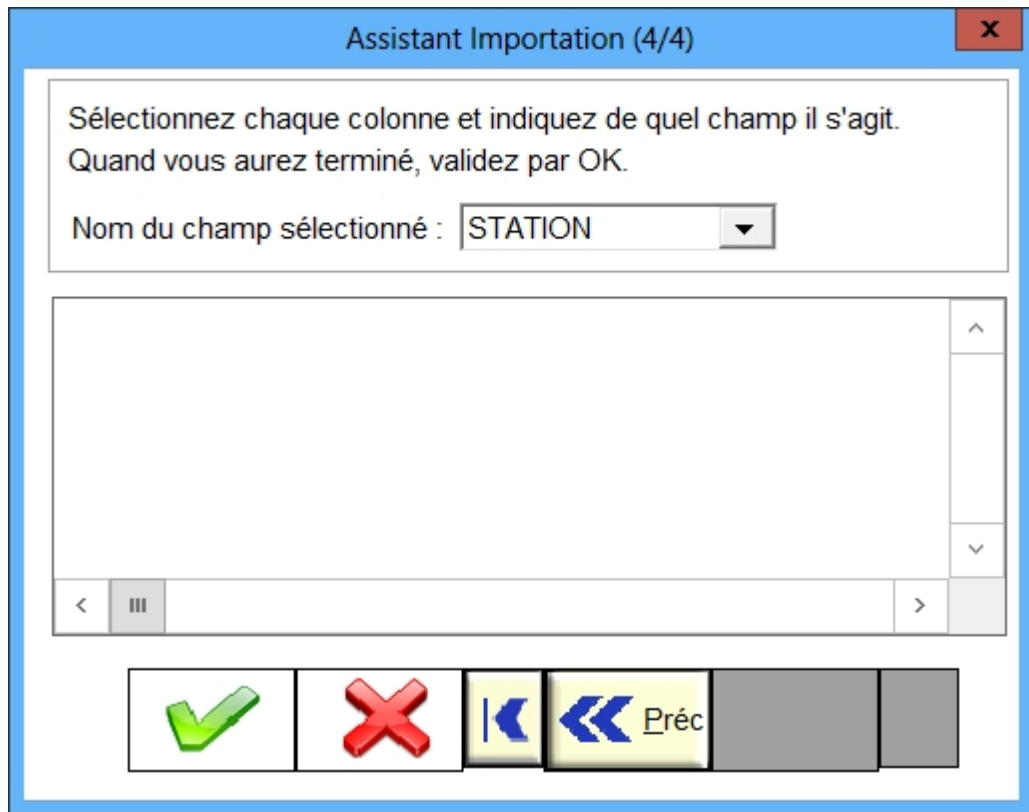 Assistant Importation (4/4)
x
Sélectionnez chaque colonne et indiquez de quel champ il s'agit.
Quand vous aurez terminé, validez par OK.
Nom du champ sélectionné : STATION
Préc